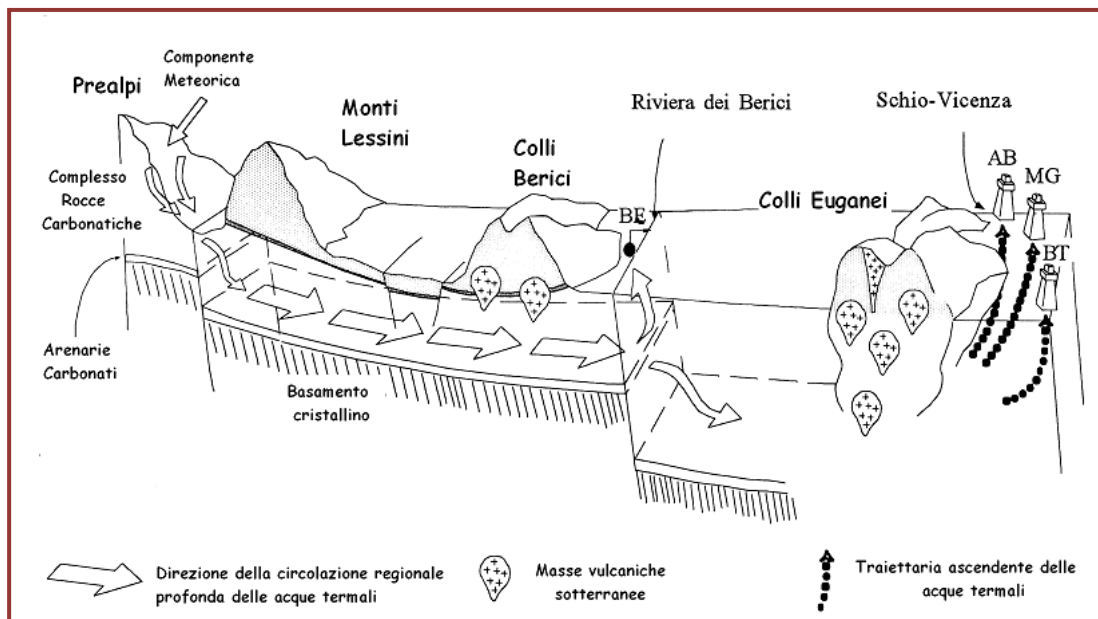 Componente
Meteorica
Prealpi
Monti
Lessini
Riviera dei Berici
Schio-Vicenza
Colli
Berici
AB
MG
Complesso
Rocce
Carbonatiche
BE
Colli Euganei
BT
Arenarie
Carbonati
Basamento
cristallino
Direzione della circolazione regionale
profonda delle acque termali
Masse vulcaniche
sotterranee
Traiettaria ascendente delle
acque termali